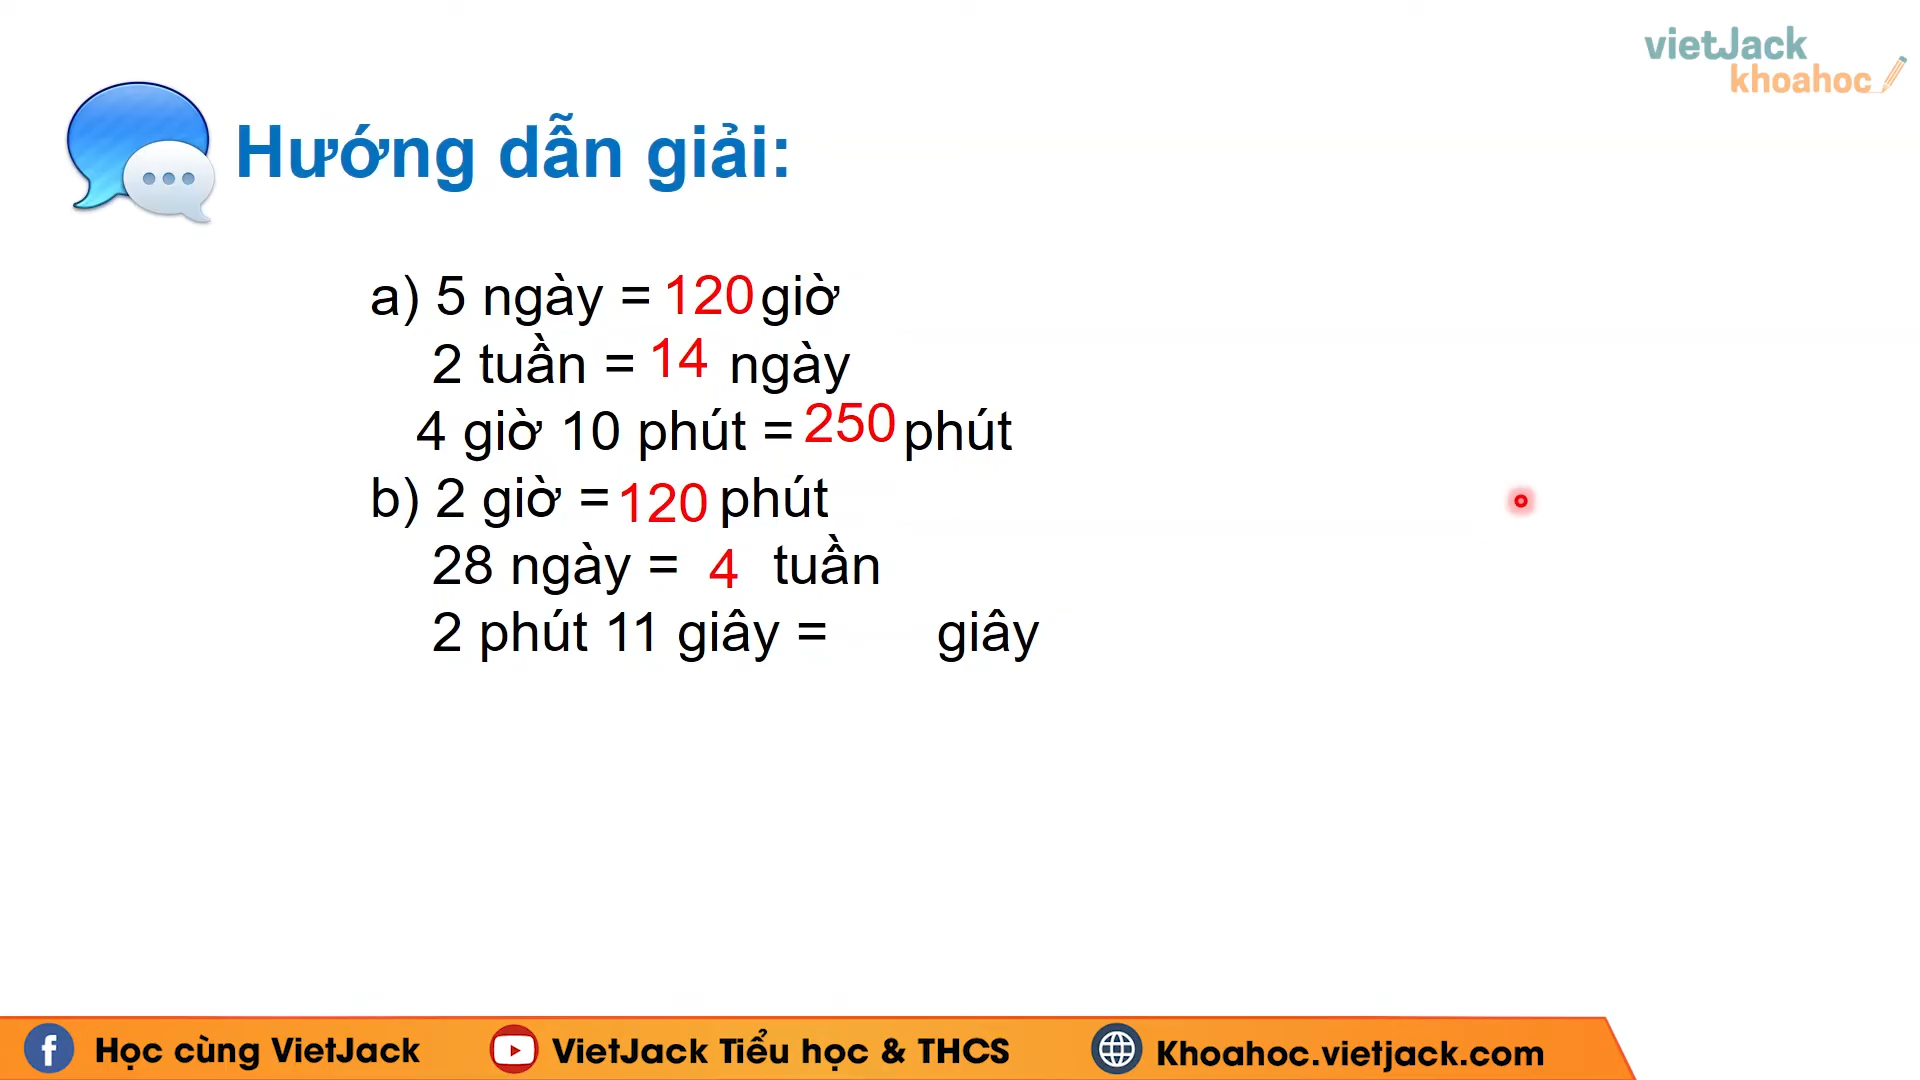 vietJack
khoahoc
Hướng dẫn giải:
a) 5 ngày = 120 giờ
2 tuần = 14 ngày
4 giờ 10 phút = 250 phút
b) 2 giờ = 120 phút
28 ngày = 4 tuần
2 phút 11 giây = giây
Học cùng VietJack
VietJack Tiểu học & THCS
Khoahoc.vietjack.com